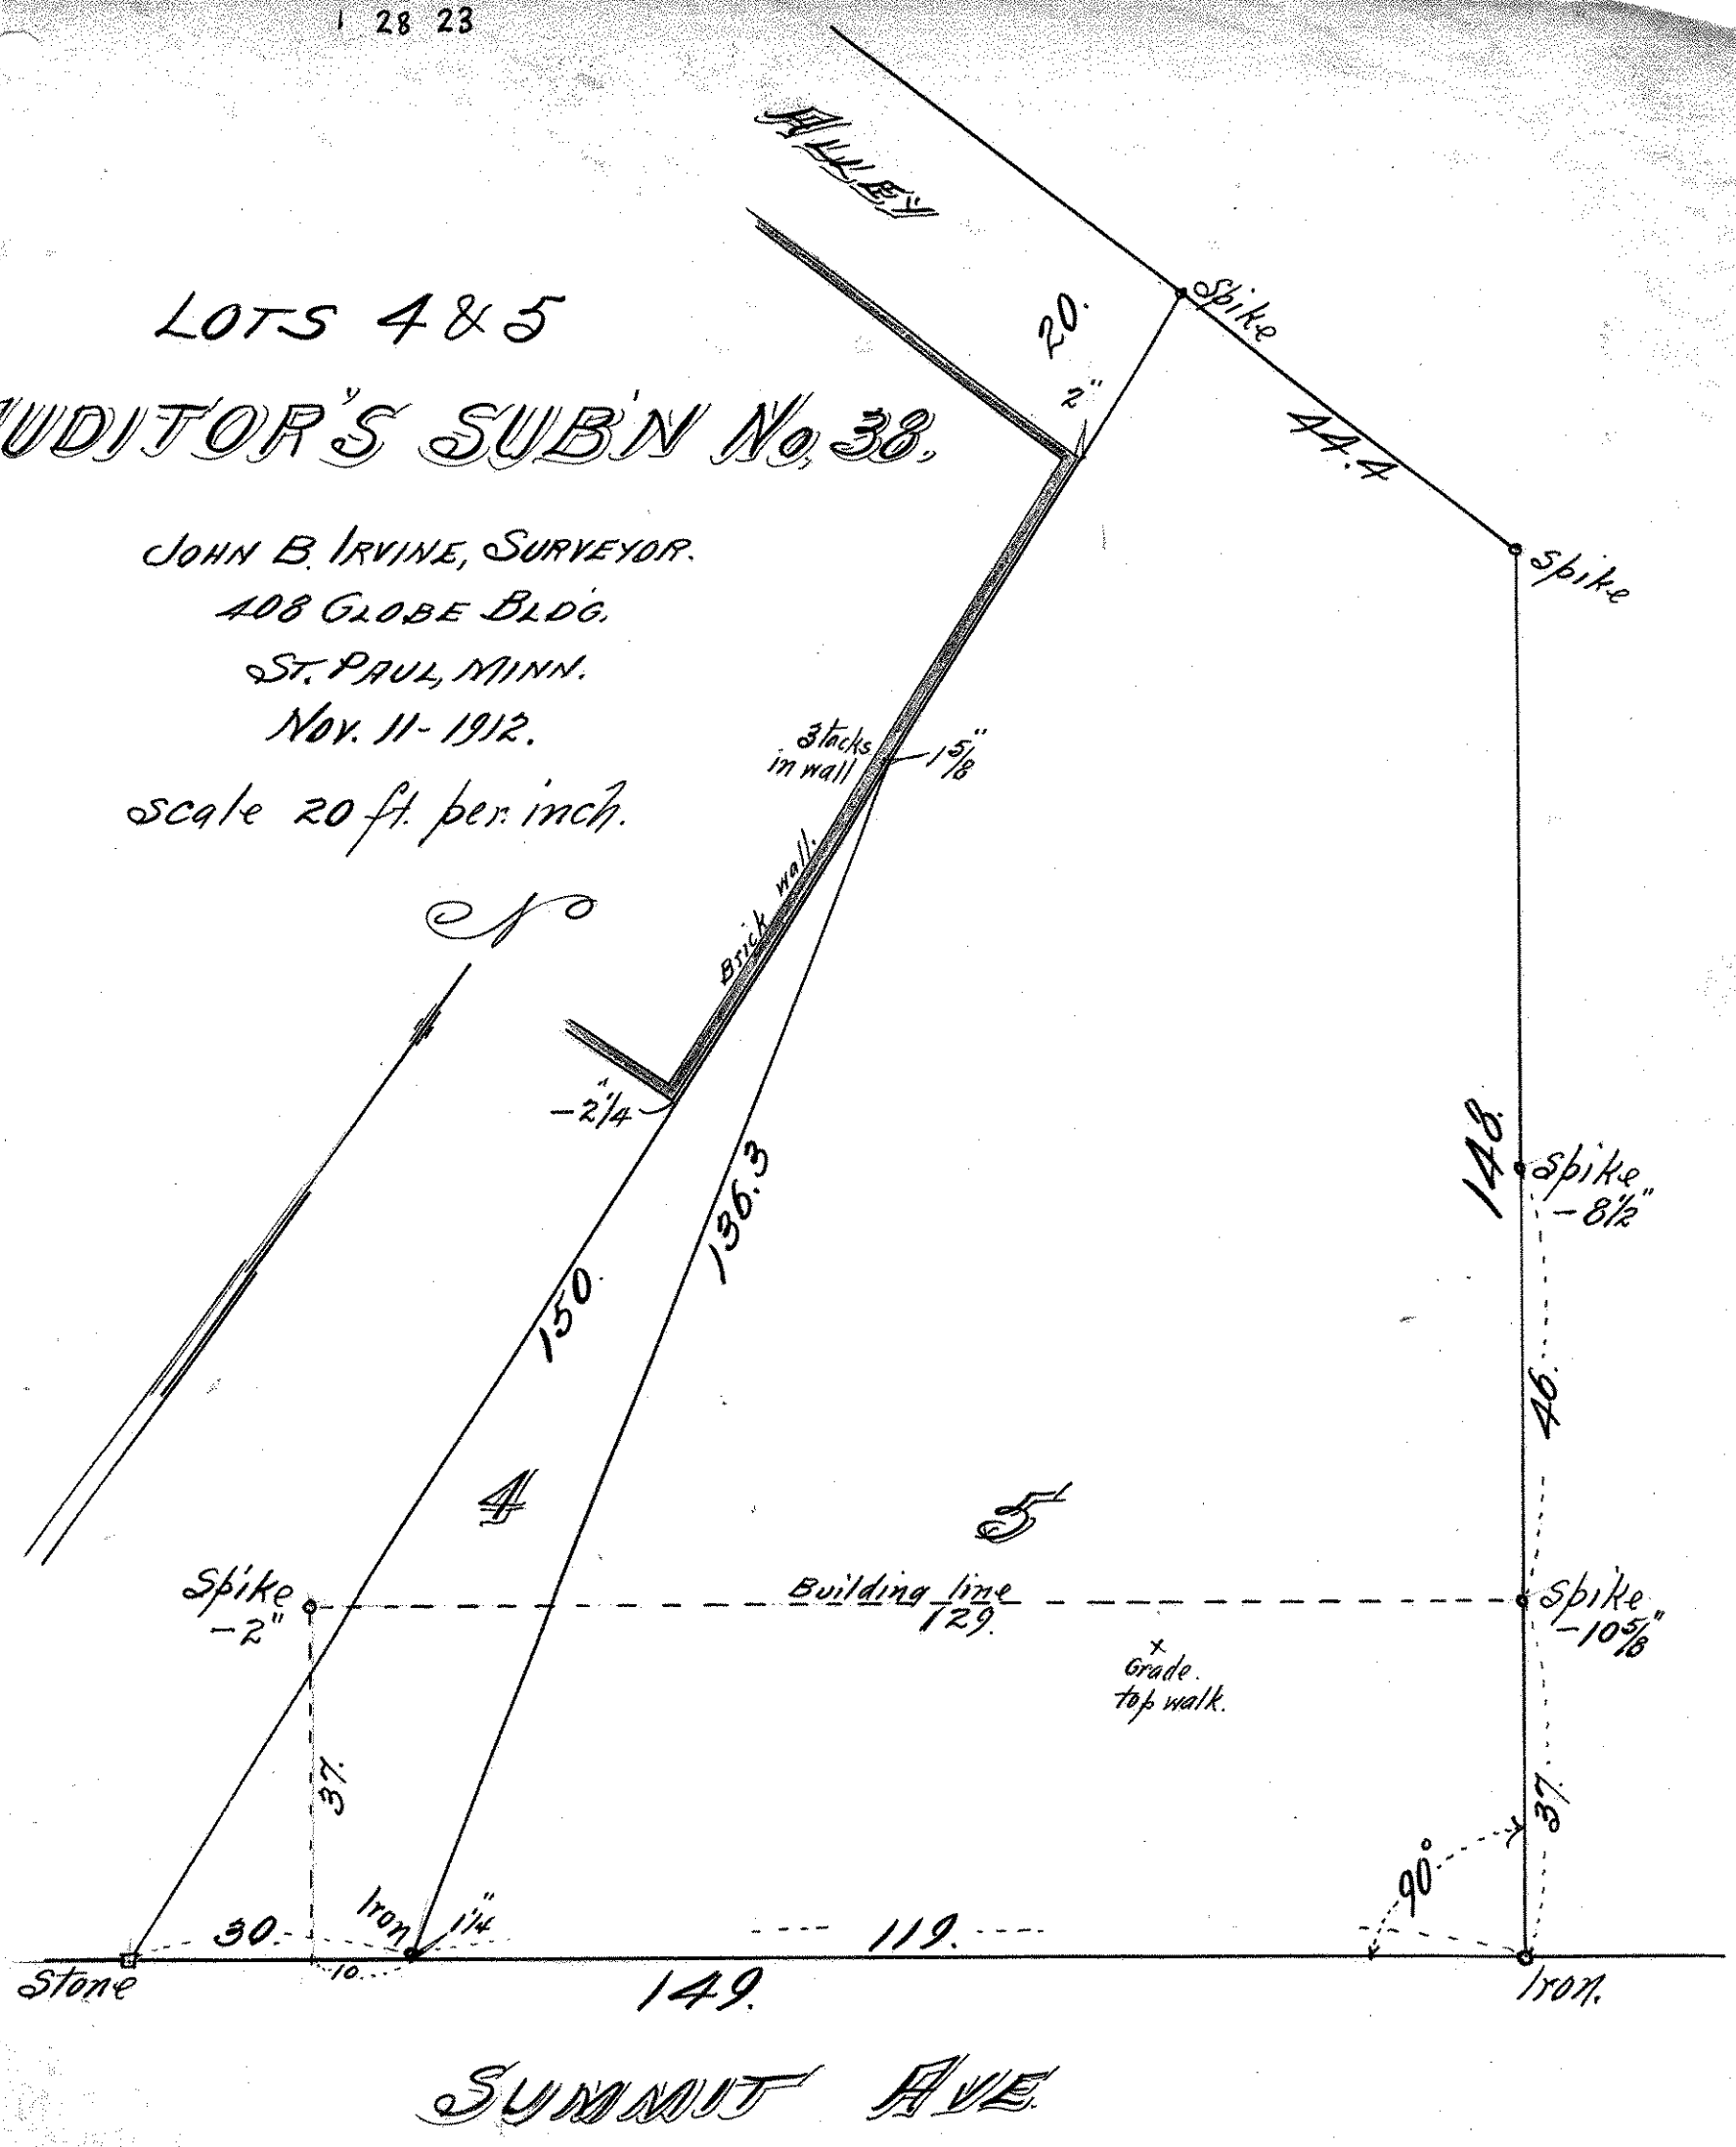 1 28 23
ALLEY
LOTS 4 & 5
AUDITOR'S SUB'N No, 38,
JOHN B. IRVINE, SURVEYOR.
408 GLOBE BLDG.
ST. PAUL, MINN.
Nov. 11-1912.
Scale 20 ft. per. inch.
N
20.
2"
Spike
44.4
Spike
3 tacks
in wall
1 5/8"
Brick wall.
-2 1/4"
136.3
150.
148.
Spike
-8 1/2"
46.
4
5
Spike
-2"
Building line
129.
Spike
-10 5/8"
x
Grade.
top walk.
37.
37.
90°
30.
Iron
1 1/4"
119.
10
Stone
149.
Iron.
SUMMIT AVE.